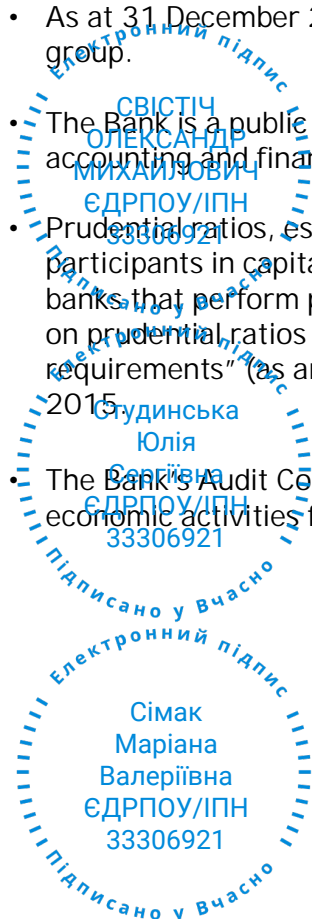 • As at 31 December 2
group.
• The Bank is a public
accounting and finan
• Prudential ratios, es
participants in capita
banks that perform p
on prudential ratios
requirements” (as an
2015.
• The Bank's Audit Co
economic activities f
Електронний підпис
СВІСТІЧ
ОЛЕКСАНДР
МИХАЙЛОВИЧ
ЄДРПОУ/ІПН
33306921
Підписано у Вчасно
Електронний підпис
Студинська
Юлія
Сергіївна
ЄДРПОУ/ІПН
33306921
Підписано у Вчасно
Електронний підпис
Сімак
Маріана
Валеріївна
ЄДРПОУ/ІПН
33306921
Підписано у Вчасно